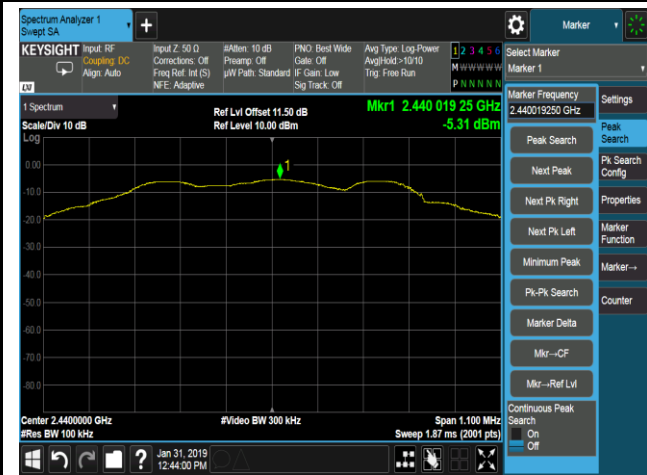 Spectrum Analyzer 1
Swept SA
+
Marker
KEYSIGHT
Input: RF
Coupling: DC
Align: Auto
Input Z: 50 Ω
Corrections: Off
Freq Ref: Int (S)
NFE: Adaptive
#Atten: 10 dB
Preamp: Off
µW Path: Standard
PNO: Best Wide
Gate: Off
IF Gain: Low
Sig Track: Off
Avg Type: Log-Power
Avg|Hold:>10/10
Trig: Free Run
1 2 3 4 5 6
M W W W W W
P N N N N N
Select Marker
Marker 1
LXI
1 Spectrum
Scale/Div 10 dB
Log
Ref Lvl Offset 11.50 dB
Ref Level 10.00 dBm
Mkr1 2.440 019 25 GHz
-5.31 dBm
1
0.00
-10.0
-20.0
-30.0
-40.0
-50.0
-60.0
-70.0
-80.0
Center 2.4400000 GHz
#Res BW 100 kHz
#Video BW 300 kHz
Span 1.100 MHz
Sweep 1.87 ms (2001 pts)
Marker Frequency
2.440019250 GHz
Peak Search
Next Peak
Next Pk Right
Next Pk Left
Minimum Peak
Pk-Pk Search
Marker Delta
Mkr→CF
Mkr→Ref Lvl
Continuous Peak
Search
On
Off
Settings
Peak
Search
Pk Search
Config
Properties
Marker
Function
Marker→
Counter
?
Jan 31, 2019
12:44:00 PM